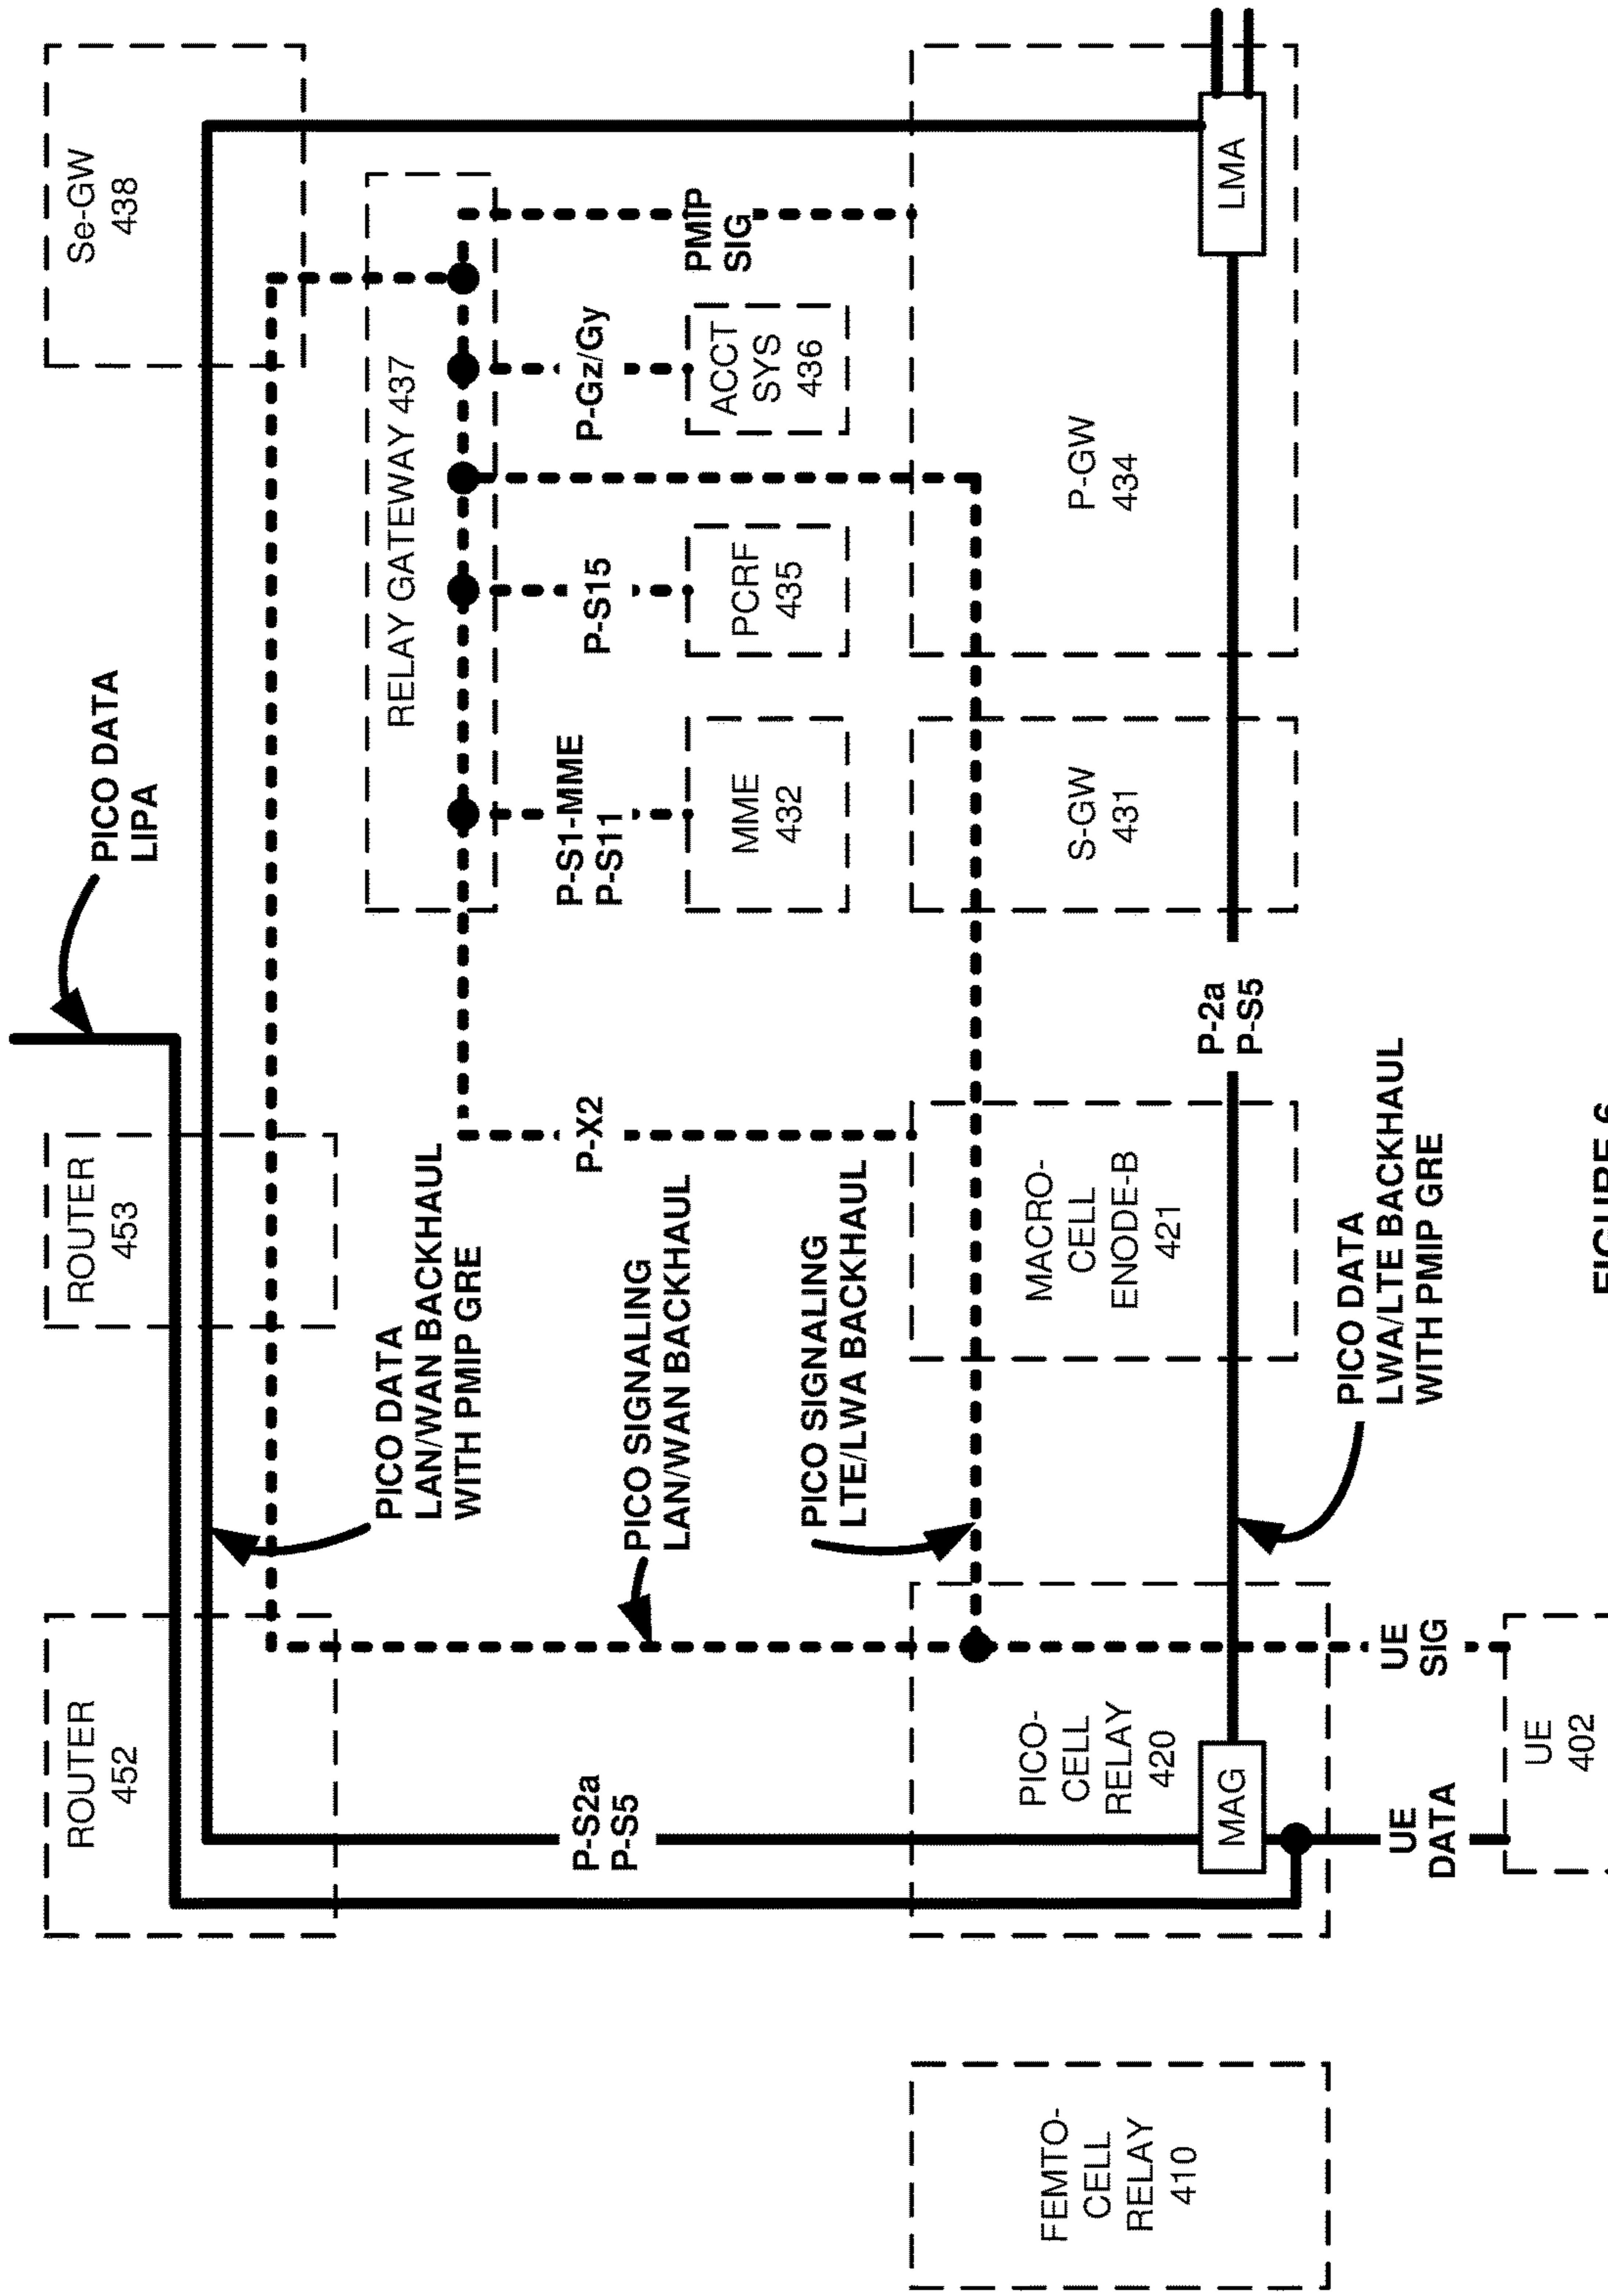 PICO DATA
LIPA
ROUTER
452
ROUTER
453
Se-GW
438
PICO DATA
LAN/WAN BACKHAUL
WITH PMIP GRE
RELAY GATEWAY 437
P-S2a
P-S5
PICO SIGNALING
LAN/WAN BACKHAUL
P-X2
P-S1-MME
P-S11
P-S15
P-Gz/Gy
PMIP
SIG
MME
432
PCRF
435
ACCT
SYS
436
PICO SIGNALING
LTE/LWA BACKHAUL
FEMTO-
CELL
RELAY
410
PICO-
CELL
RELAY
420
MACRO-
CELL
ENODE-B
421
S-GW
431
P-GW
434
MAG
P-2a
P-S5
LMA
UE
DATA
UE
SIG
PICO DATA
LWA/LTE BACKHAUL
WITH PMIP GRE
UE
402
FIGURE 6